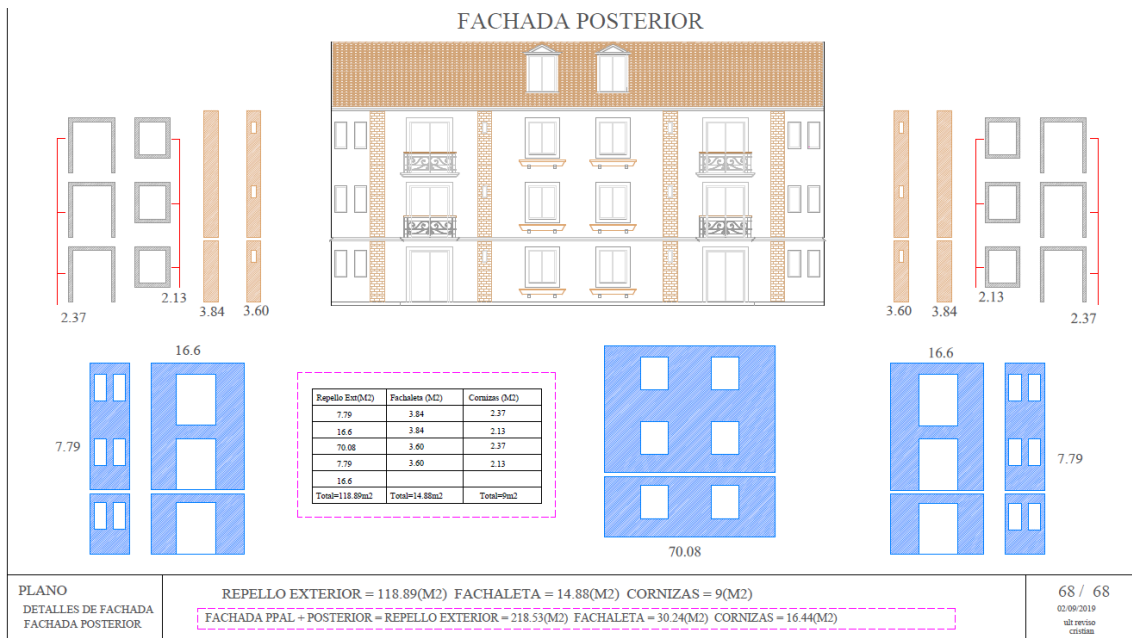 FACHADA POSTERIOR
2.37
2.13
3.84
3.60
3.60
3.84
2.13
2.37
16.6
7.79
Repello Ext(M2) Fachaleta (M2) Cornizas (M2)
7.79 3.84 2.37
16.6 3.84 2.13
70.08 3.60 2.37
7.79 3.60 2.13
16.6
Total=118.89m2 Total=14.88m2 Total=9m2
70.08
16.6
7.79
PLANO
DETALLES DE FACHADA
FACHADA POSTERIOR
REPELLO EXTERIOR = 118.89(M2) FACHALETA = 14.88(M2) CORNIZAS = 9(M2)
FACHADA PPAL + POSTERIOR = REPELLO EXTERIOR = 218.53(M2) FACHALETA = 30.24(M2) CORNIZAS = 16.44(M2)
68 / 68
02/09/2019
ult reviso
cristian